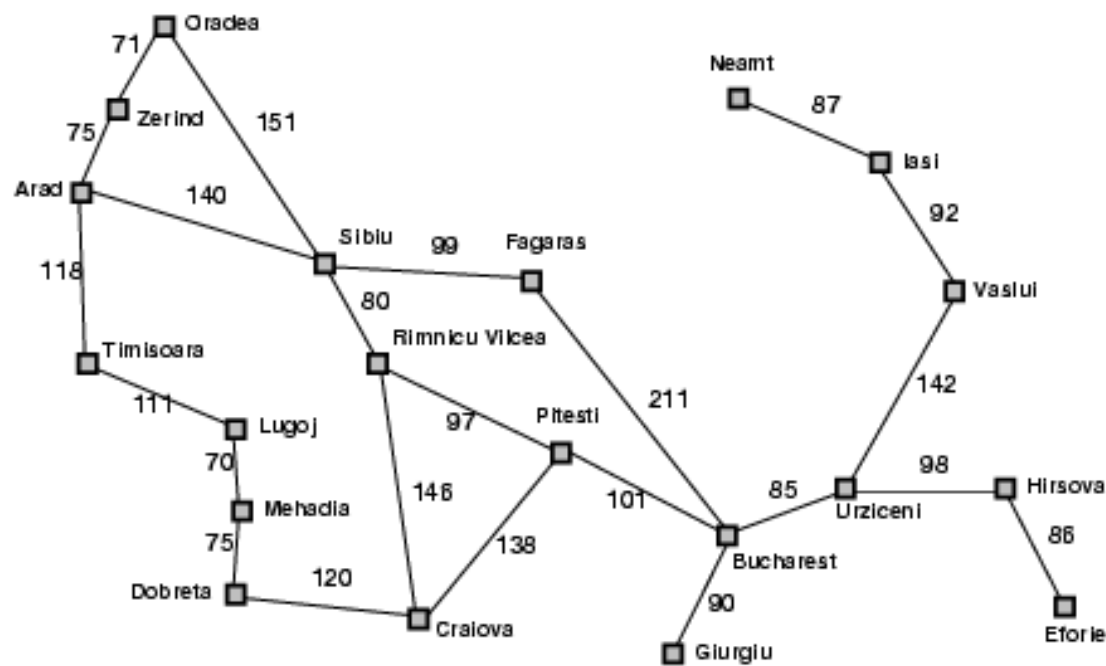 Oradea
71
Neamt
87
Zerind
151
75
Iasi
Arad
140
92
Sibiu
99
Fagaras
118
80
Vaslui
Timisoara
Rimnicu Vilcea
142
111
Lugoj
97
Pitesti
211
70
98
Mehadia
146
101
85
Hirsova
Urziceni
75
138
86
Bucharest
Dobreta
120
90
Craiova
Eforie
Giurgiu